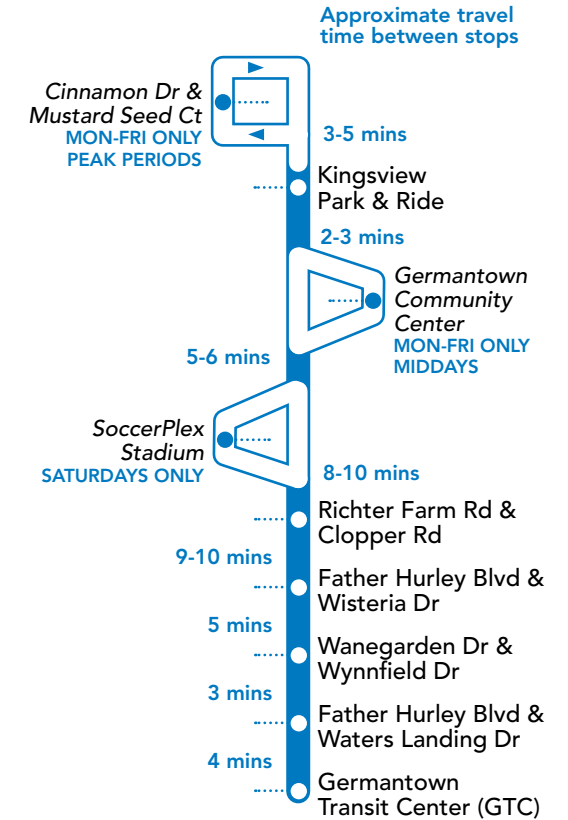 Approximate travel
time between stops
Cinnamon Dr &
Mustard Seed Ct
MON-FRI ONLY
PEAK PERIODS
3-5 mins
Kingsview
Park & Ride
2-3 mins
Germantown
Community
Center
MON-FRI ONLY
MIDDAYS
5-6 mins
SoccerPlex
Stadium
SATURDAYS ONLY
8-10 mins
Richter Farm Rd &
Clopper Rd
9-10 mins
Father Hurley Blvd &
Wisteria Dr
5 mins
Wanegarden Dr &
Wynnfield Dr
3 mins
Father Hurley Blvd &
Waters Landing Dr
4 mins
Germantown
Transit Center (GTC)